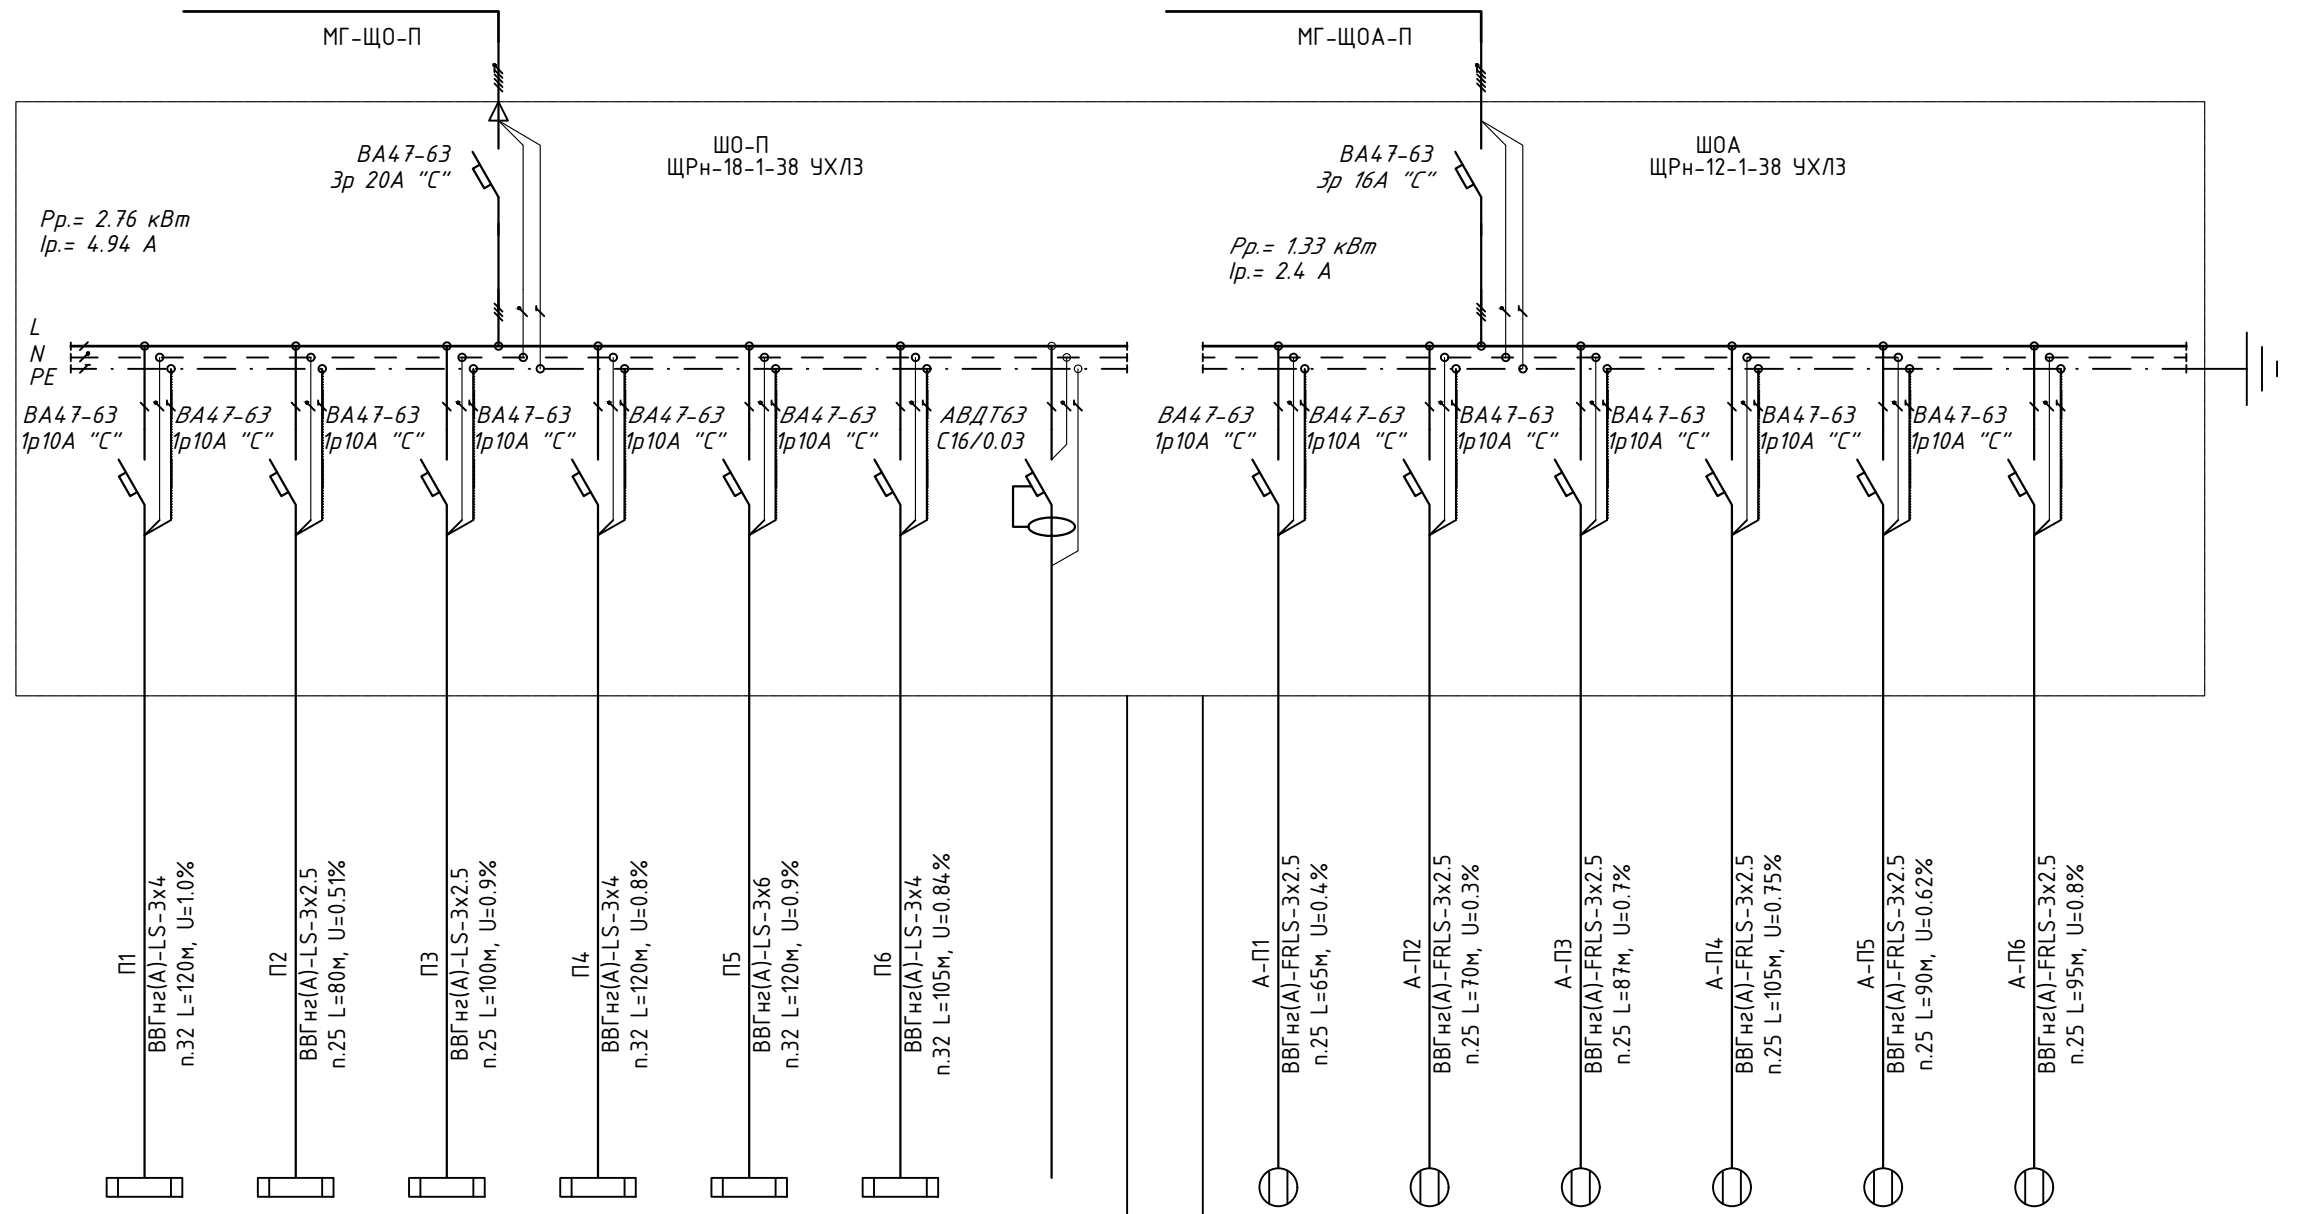 МГ-ЩО-П
МГ-ЩОА-П
ВА47-63
3р 20А "С"
ШО-П
ЩРн-18-1-38 УХЛ3
ВА47-63
3р 16А "С"
ШОА
ЩРн-12-1-38 УХЛ3
Рр.= 2.76 кВт
Iр.= 4.94 А
Рр.= 1.33 кВт
Iр.= 2.4 А
L
N
PE
ВА47-63
1р10А "С"
ВА47-63
1р10А "С"
ВА47-63
1р10А "С"
ВА47-63
1р10А "С"
ВА47-63
1р10А "С"
ВА47-63
1р10А "С"
АВДТ63
С16/0.03
ВА47-63
1р10А "С"
ВА47-63
1р10А "С"
ВА47-63
1р10А "С"
ВА47-63
1р10А "С"
ВА47-63
1р10А "С"
ВА47-63
1р10А "С"
П1
ВВГнг(А)-LS-3х4
п.32 L=120м, U=1.0%
П2
ВВГнг(А)-LS-3х2.5
п.25 L=80м, U=0.51%
П3
ВВГнг(А)-LS-3х2.5
п.25 L=100м, U=0.9%
П4
ВВГнг(А)-LS-3х4
п.32 L=120м, U=0.8%
П5
ВВГнг(А)-LS-3х6
п.32 L=120м, U=0.9%
П6
ВВГнг(А)-LS-3х4
п.32 L=105м, U=0.84%
А-П1
ВВГнг(А)-FRLS-3х2.5
п.25 L=65м, U=0.4%
А-П2
ВВГнг(А)-FRLS-3х2.5
п.25 L=70м, U=0.3%
А-П3
ВВГнг(А)-FRLS-3х2.5
п.25 L=87м, U=0.7%
А-П4
ВВГнг(А)-FRLS-3х2.5
п.25 L=105м, U=0.75%
А-П5
ВВГнг(А)-FRLS-3х2.5
п.25 L=90м, U=0.62%
А-П6
ВВГнг(А)-FRLS-3х2.5
п.25 L=95м, U=0.8%